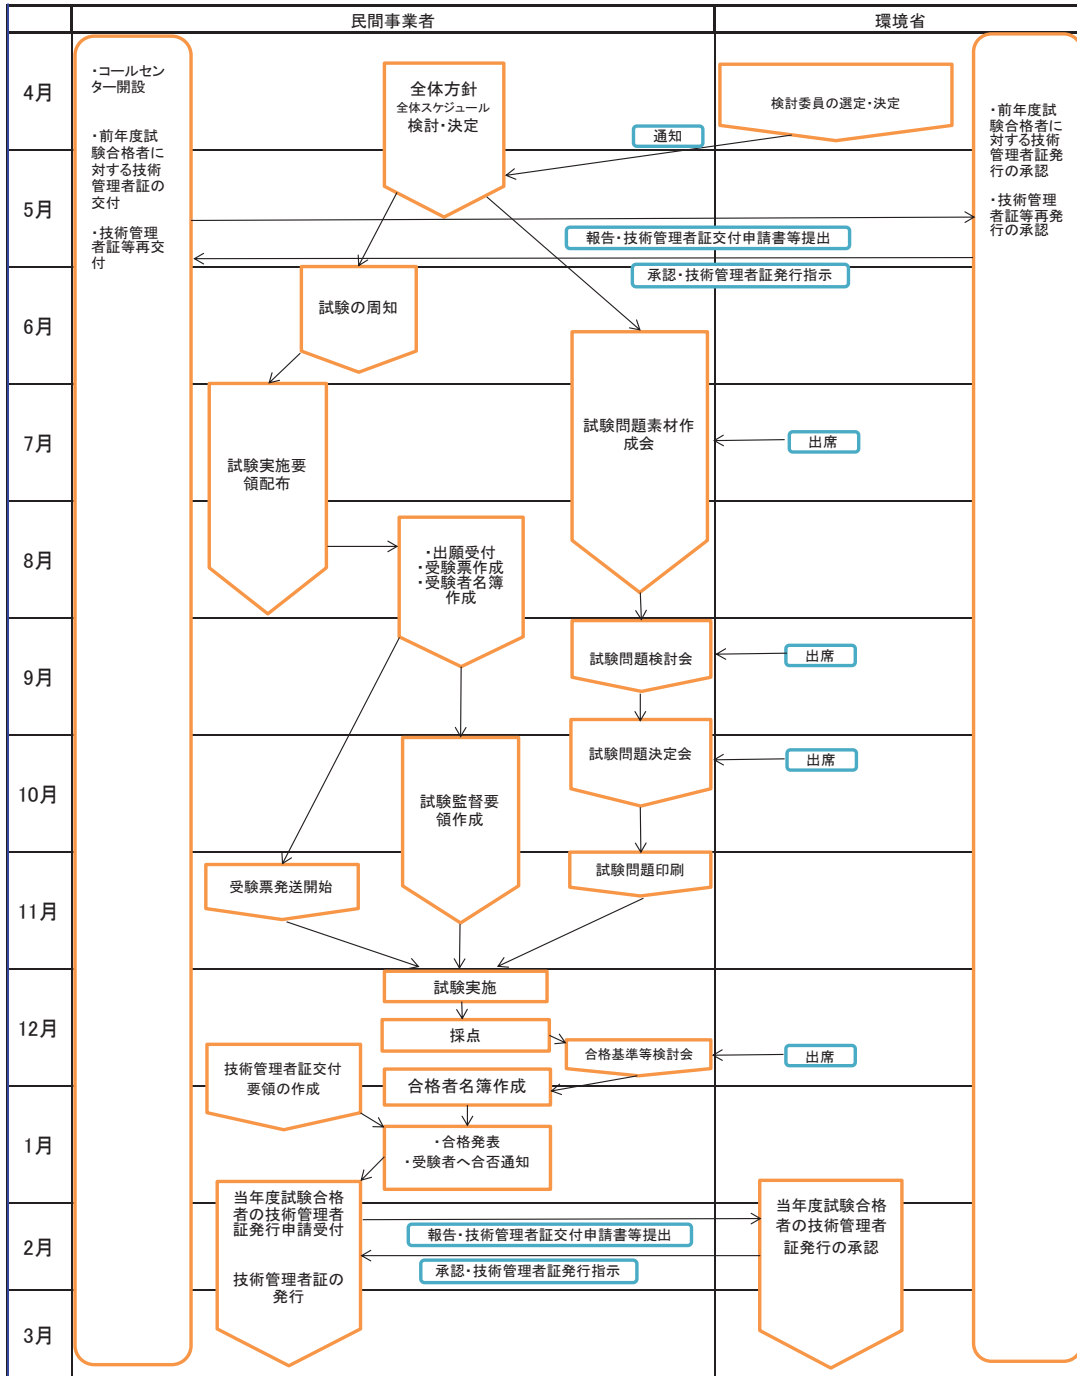 民間事業者
環境省
4月
5月
6月
7月
8月
9月
10月
11月
12月
1月
2月
3月
・コールセン
ター開設
・前年度試
験合格者に
対する技術
管理者証の
交付
・技術管理
者証等再交
付
全体方針
全体スケジュール
検討・決定
検討委員の選定・決定
通知
・前年度試
験合格者に
対する技術
管理者証発
行の承認
・技術管理
者証等再発
行の承認
報告・技術管理者証交付申請書等提出
承認・技術管理者証発行指示
試験の周知
試験実施要
領配布
試験問題素材作
成会
出席
・出願受付
・受験票作成
・受験者名簿
作成
試験問題検討会
出席
試験問題決定会
出席
試験監督要
領作成
受験票発送開始
試験問題印刷
試験実施
採点
合格基準等検討会
出席
技術管理者証交付
要領の作成
合格者名簿作成
・合格発表
・受験者へ合否通知
当年度試験合格
者の技術管理者
証発行申請受付
技術管理者証の
発行
報告・技術管理者証交付申請書等提出
承認・技術管理者証発行指示
当年度試験合格
者の技術管理者
証発行の承認